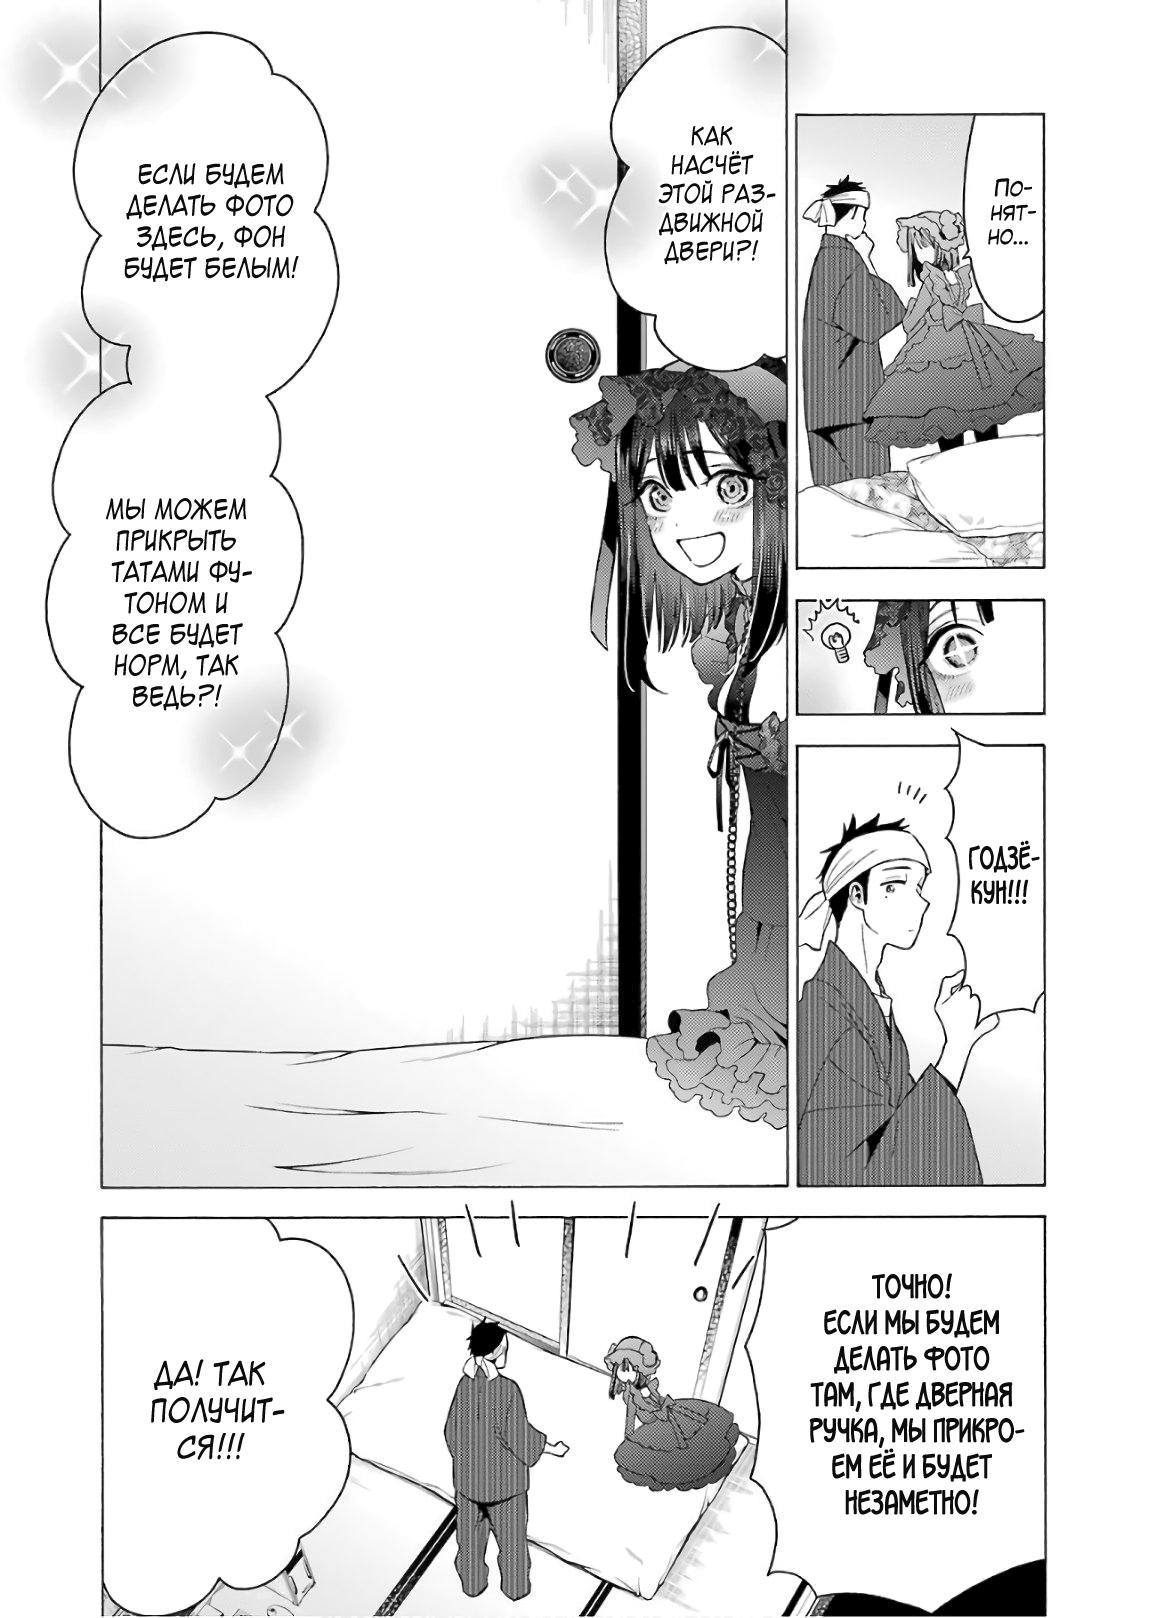 По-
нят-
но...
ГОДЗЁ-
КУН!!!
КАК
НАСЧЁТ
ЭТОЙ РАЗ-
ДВИЖНОЙ
ДВЕРИ?!
ЕСЛИ БУДЕМ
ДЕЛАТЬ ФОТО
ЗДЕСЬ, ФОН
БУДЕТ БЕЛЫМ!
МЫ МОЖЕМ
ПРИКРЫТЬ
ТАТАМИ ФУ-
ТОНОМ И
ВСЕ БУДЕТ
НОРМ, ТАК
ВЕДЬ?!
ТОЧНО!
ЕСЛИ МЫ БУДЕМ
ДЕЛАТЬ ФОТО
ТАМ, ГДЕ ДВЕРНАЯ
РУЧКА, МЫ ПРИКРО-
ЕМ ЕЁ И БУДЕТ
НЕЗАМЕТНО!
ДА! ТАК
ПОЛУЧИТ-
СЯ!!!